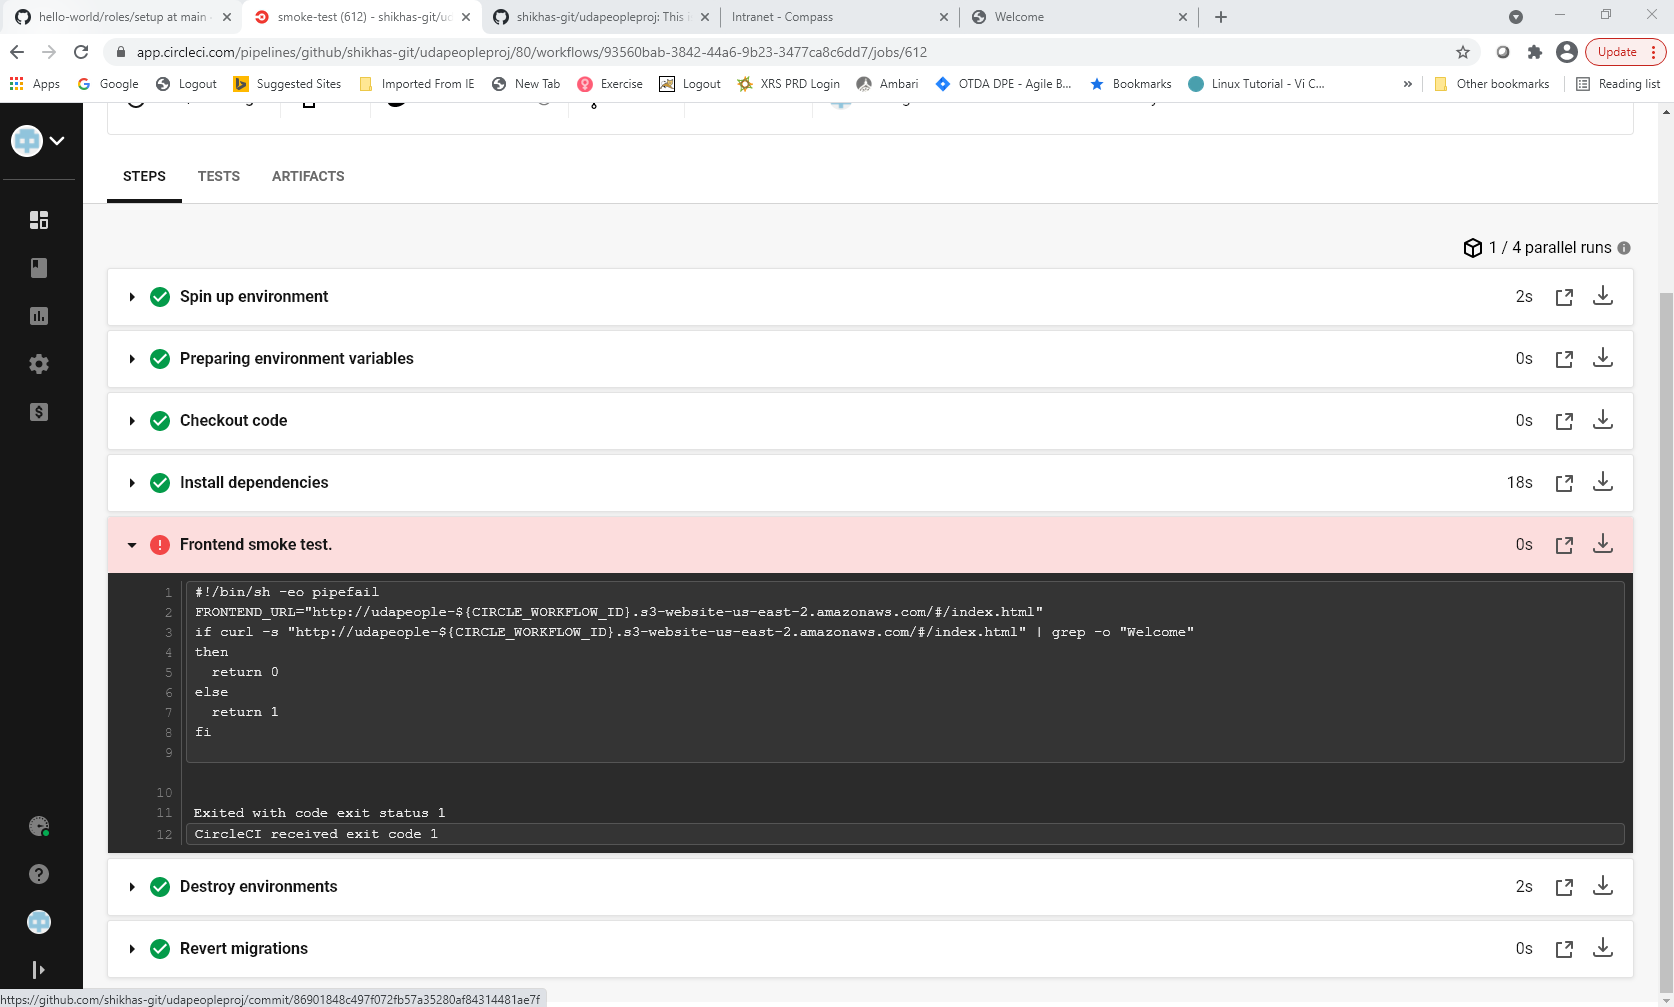 hello-world/roles/setup at main
smoke-test (612) - shikhas-git/ud
shikhas-git/udapeopleproj: This i
Intranet - Compass
Welcome
app.circleci.com/pipelines/github/shikhas-git/udapeopleproj/80/workflows/93560bab-3842-44a6-9b23-3477ca8c6dd7/jobs/612
Update
Apps Google Logout Suggested Sites Imported From IE New Tab Exercise Logout XRS PRD Login Ambari OTDA DPE - Agile B... Bookmarks Linux Tutorial - Vi C... » Other bookmarks Reading list
STEPS TESTS ARTIFACTS
1 / 4 parallel runs
Spin up environment 2s
Preparing environment variables 0s
Checkout code 0s
Install dependencies 18s
Frontend smoke test. 0s
1 #!/bin/sh -eo pipefail
2 FRONTEND_URL="http://udapeople-${CIRCLE_WORKFLOW_ID}.s3-website-us-east-2.amazonaws.com/#/index.html"
3 if curl -s "http://udapeople-${CIRCLE_WORKFLOW_ID}.s3-website-us-east-2.amazonaws.com/#/index.html" | grep -o "Welcome"
4 then
5 return 0
6 else
7 return 1
8 fi
9
10
11 Exited with code exit status 1
12 CircleCI received exit code 1
Destroy environments 2s
Revert migrations 0s
https://github.com/shikhas-git/udapeopleproj/commit/86901848c497f072fb57a35280af84314481ae7f